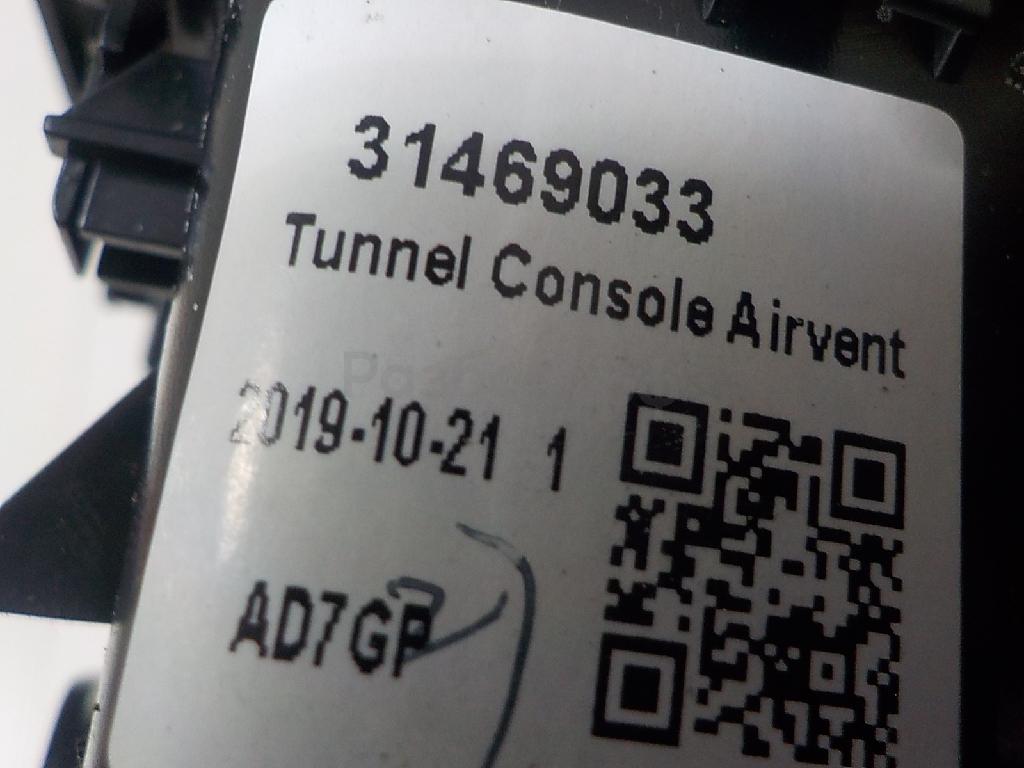 31469033
Tunnel Console Airvent
2019-10-21 1
AD7GP